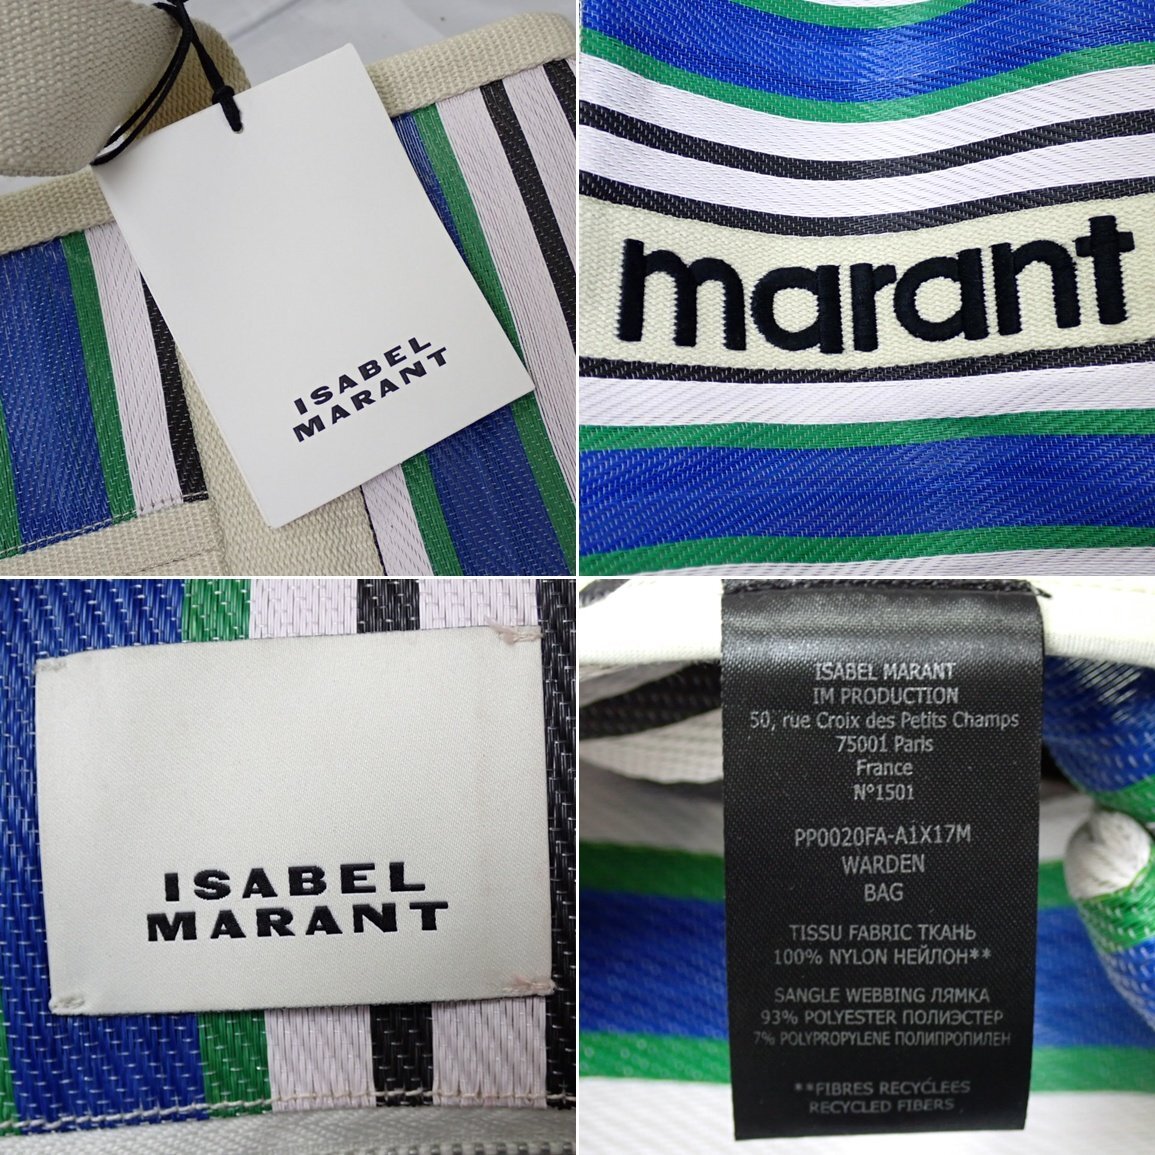 ISABEL
MARANT
marant
ISABEL
MARANT
ISABEL MARANT
IM PRODUCTION
50, rue Croix des Petits Champs
75001 Paris
France
N°1501
PP0020FA-A1X17M
WARDEN
BAG
TISSU FABRIC ТКАНЬ
100% NYLON НЕЙЛОН**
SANGLE WEBBING ЛЯМКА
93% POLYESTER ПОЛИЭСТЕР
7% POLYPROPYLENE ПОЛИПРОПИЛЕН
**FIBRES RECYCLÉES
RECYCLED FIBERS